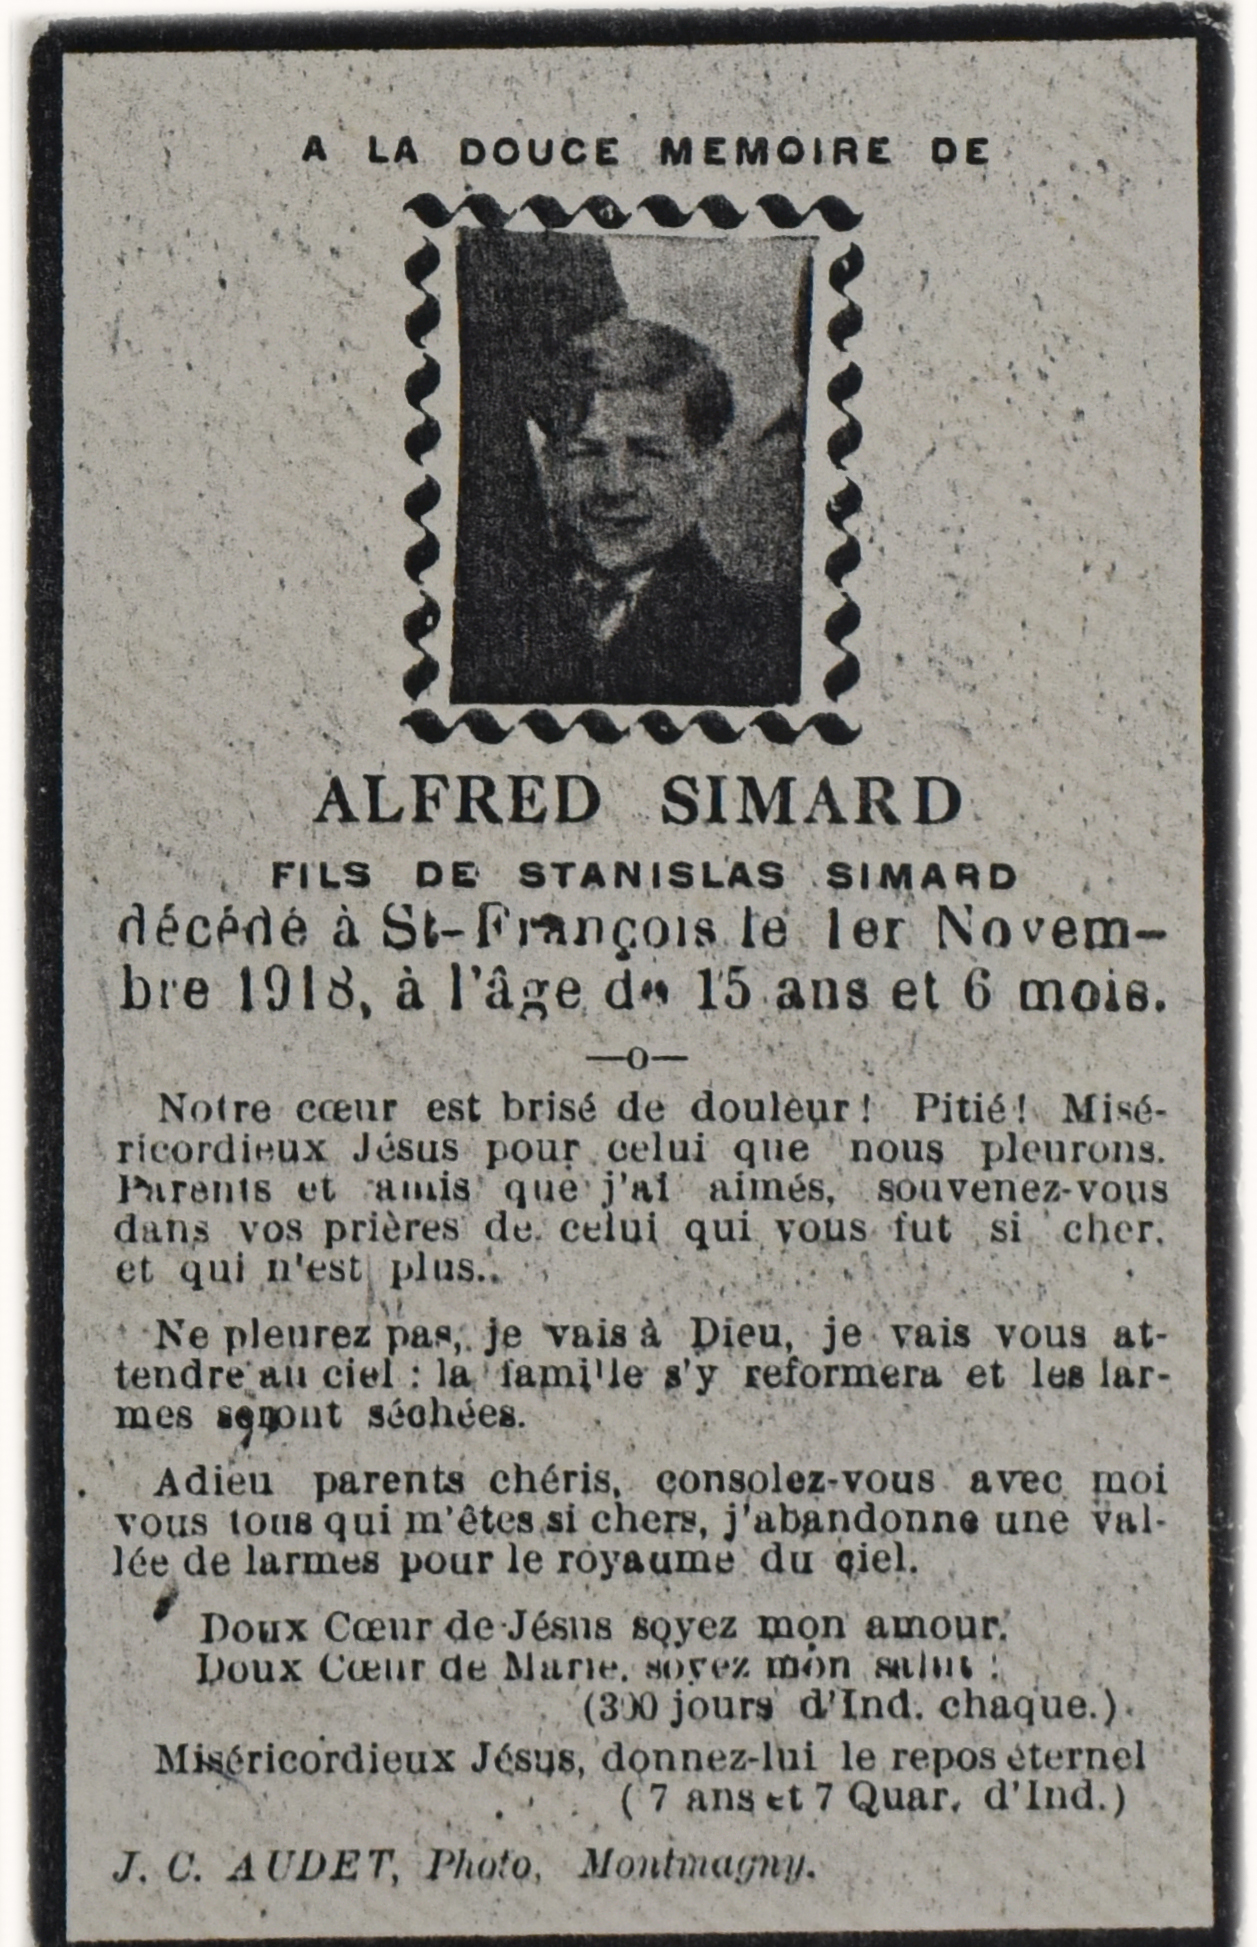 A LA DOUCE MEMOIRE DE
ALFRED SIMARD
FILS DE STANISLAS SIMARD
décédé à St-François le 1er Novem-
bre 1918, à l'âge de 15 ans et 6 mois.
—o—
Notre cœur est brisé de douleur! Pitié! Misé-
ricordieux Jésus pour celui que nous pleurons.
Parents et amis que j'ai aimés, souvenez-vous
dans vos prières de celui qui vous fut si cher,
et qui n'est plus..
Ne pleurez pas, je vais à Dieu, je vais vous at-
tendre au ciel : la famille s'y reformera et les lar-
mes seront séchées.
Adieu parents chéris, consolez-vous avec moi
vous tous qui m'êtes si chers, j'abandonne une val-
lée de larmes pour le royaume du ciel.
Doux Cœur de Jésus soyez mon amour.
Doux Cœur de Marie, soyez mon salut :
(300 jours d'Ind. chaque.)
Miséricordieux Jésus, donnez-lui le repos éternel
( 7 ans et 7 Quar. d'Ind.)
J. C. AUDET, Photo, Montmagny.